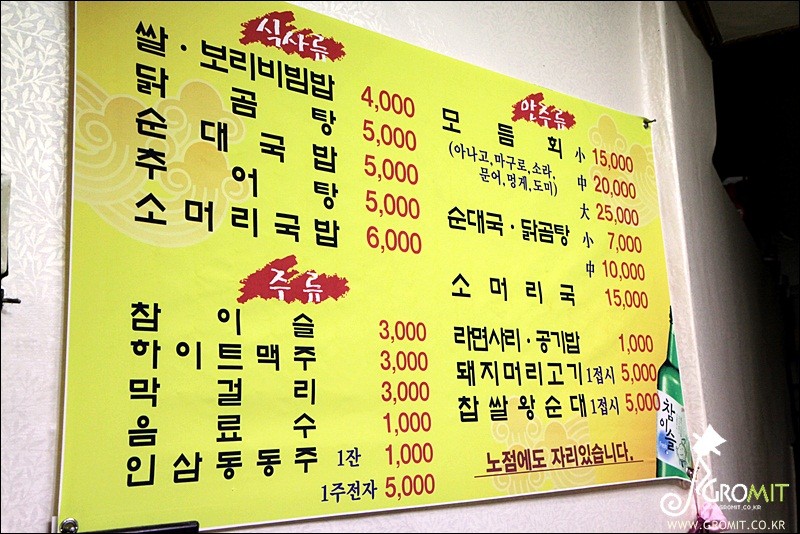 식사류
쌀·보리비빔밥 4,000
닭곰탕 5,000
순대국밥 5,000
추어탕 5,000
소머리국밥 6,000
주류
참이슬 3,000
하이트맥주 3,000
막걸리 3,000
음료수 1,000
인삼동동주 1잔 1,000
1주전자 5,000
안주류
모듬회 小 15,000
(아나고,마구로,소라,
문어,멍게,도미)
中 20,000
大 25,000
순대국·닭곰탕 小 7,000
中 10,000
소머리국 15,000
라면사리·공기밥 1,000
돼지머리고기 1접시 5,000
찹쌀왕순대 1접시 5,000
노점에도 자리있습니다.
참이슬
GROMIT
WWW.GROMIT.CO.KR
WWW.GROMIT.CO.KR